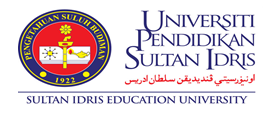 PENGETAHUAN SULUH BUDIMAN
1922
UNIVERSITI
PENDIDIKAN
SULTAN IDRIS
اونيۏرسيتي ڤنديديقن سلطان ادريس
SULTAN IDRIS EDUCATION UNIVERSITY